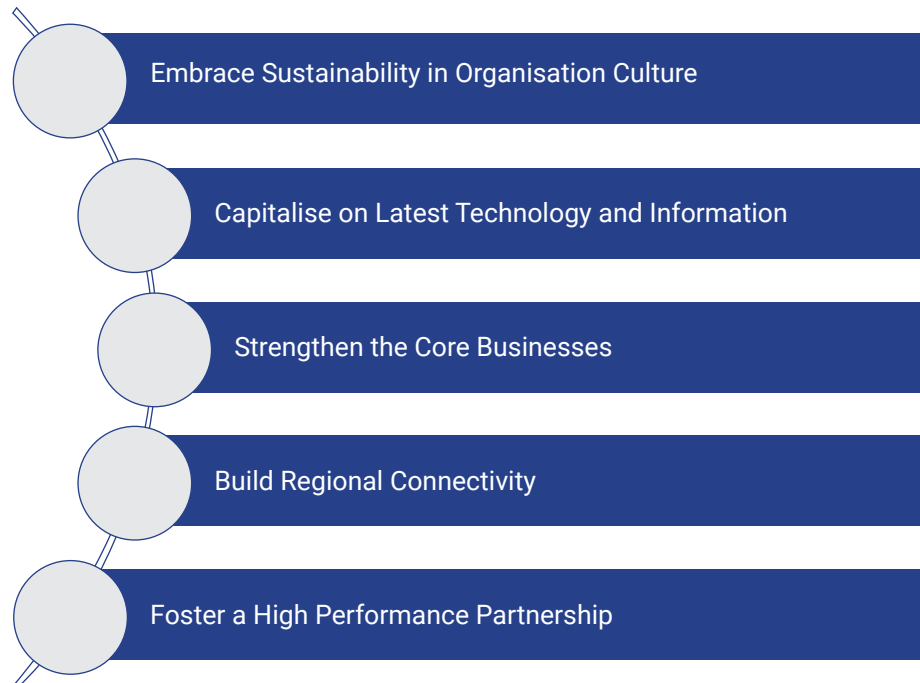 Embrace Sustainability in Organisation Culture
Capitalise on Latest Technology and Information
Strengthen the Core Businesses
Build Regional Connectivity
Foster a High Performance Partnership